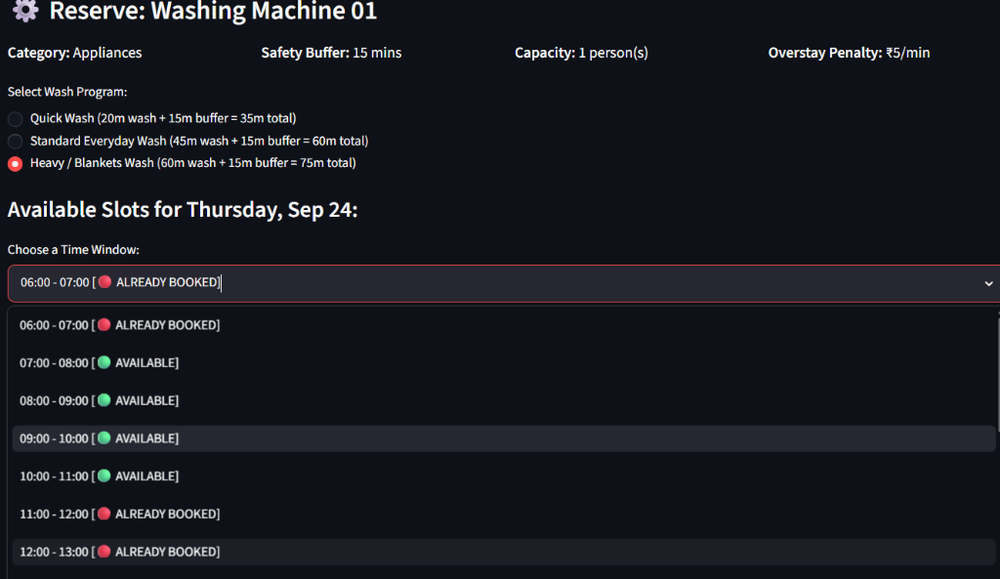 Reserve: Washing Machine 01
Category: Appliances Safety Buffer: 15 mins Capacity: 1 person(s) Overstay Penalty: ₹5/min
Select Wash Program:
Quick Wash (20m wash + 15m buffer = 35m total)
Standard Everyday Wash (45m wash + 15m buffer = 60m total)
Heavy / Blankets Wash (60m wash + 15m buffer = 75m total)
Available Slots for Thursday, Sep 24:
Choose a Time Window:
06:00 - 07:00 [🔴 ALREADY BOOKED]
06:00 - 07:00 [🔴 ALREADY BOOKED]
07:00 - 08:00 [🟢 AVAILABLE]
08:00 - 09:00 [🟢 AVAILABLE]
09:00 - 10:00 [🟢 AVAILABLE]
10:00 - 11:00 [🟢 AVAILABLE]
11:00 - 12:00 [🔴 ALREADY BOOKED]
12:00 - 13:00 [🔴 ALREADY BOOKED]